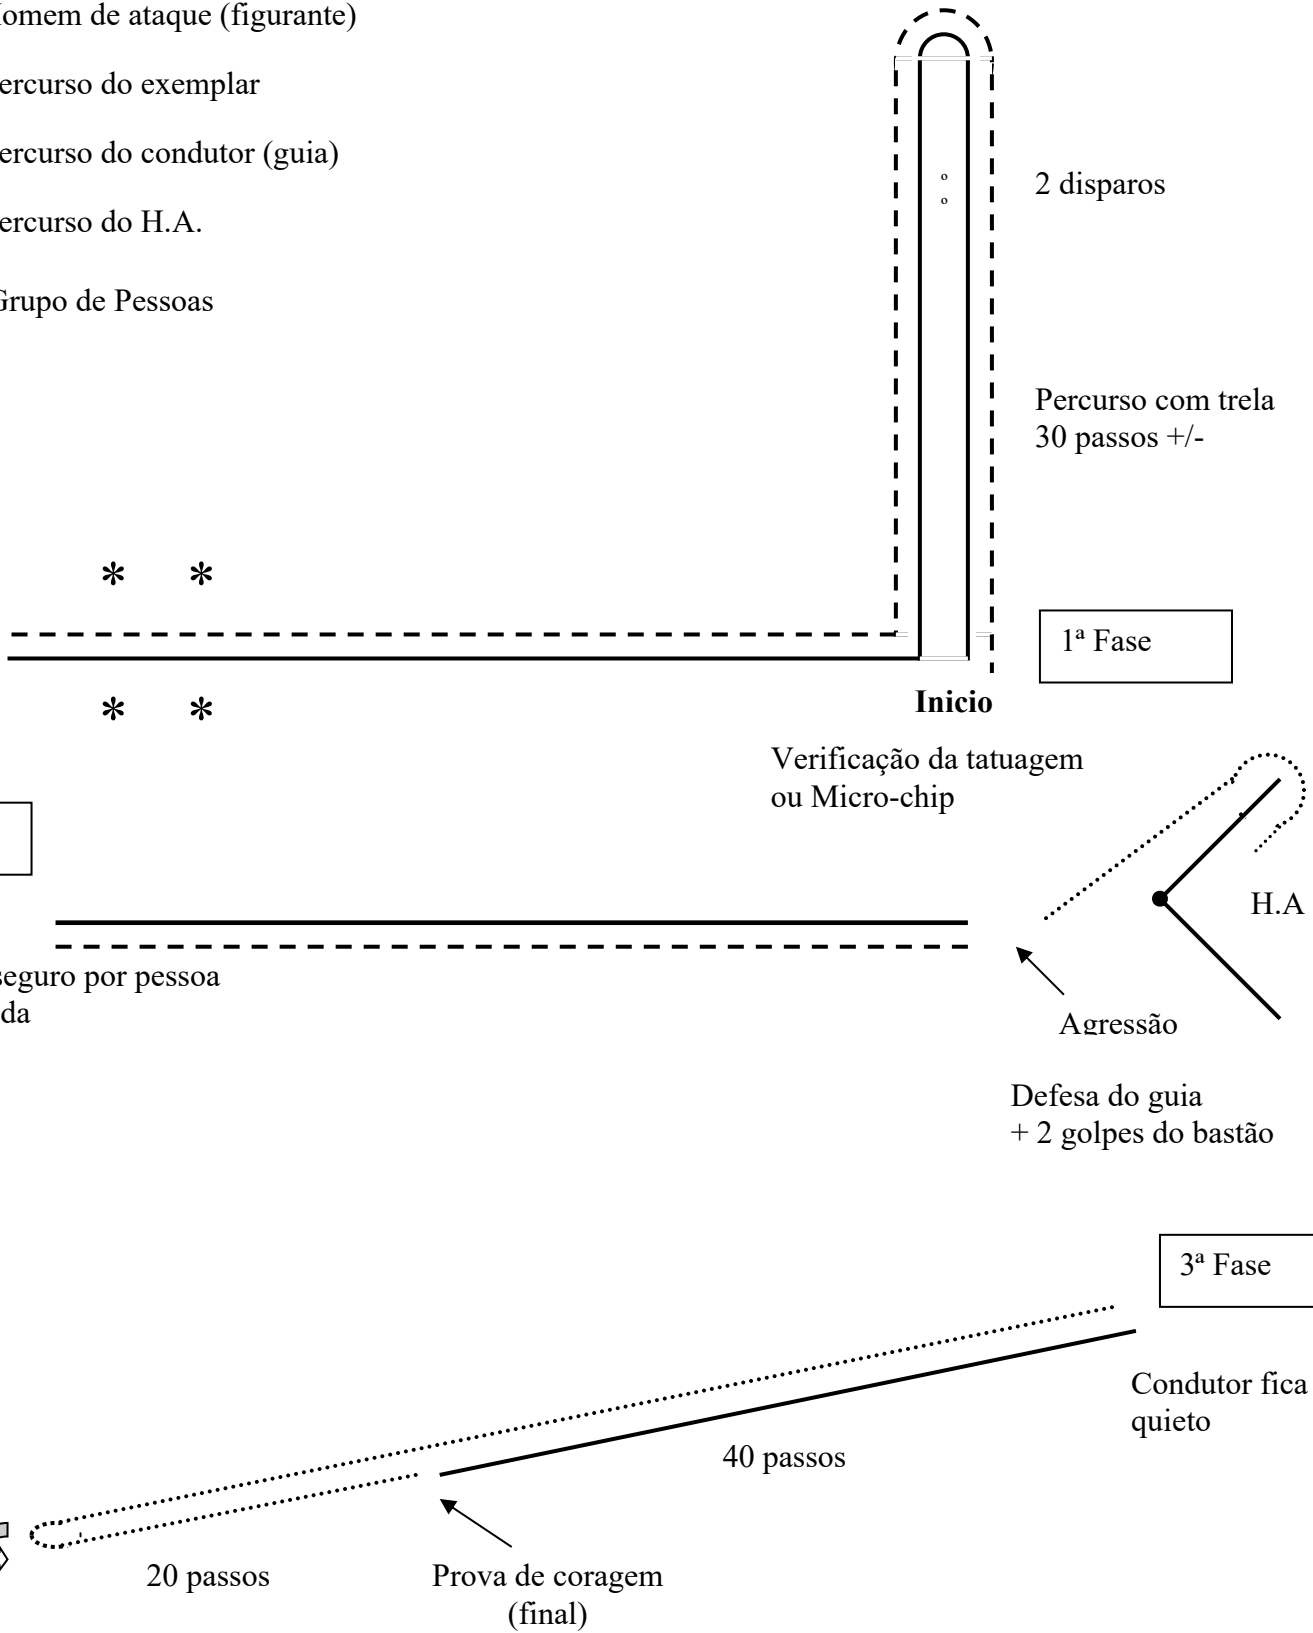 omem de ataque (figurante)
ercurso do exemplar
ercurso do condutor (guia)
ercurso do H.A.
Grupo de Pessoas
2 disparos
Percurso com trela
30 passos +/-
* *
1ª Fase
* *
Inicio
Verificação da tatuagem
ou Micro-chip
H.A
seguro por pessoa
da
Agressão
Defesa do guia
+ 2 golpes do bastão
3ª Fase
Condutor fica
quieto
40 passos
20 passos
Prova de coragem
(final)